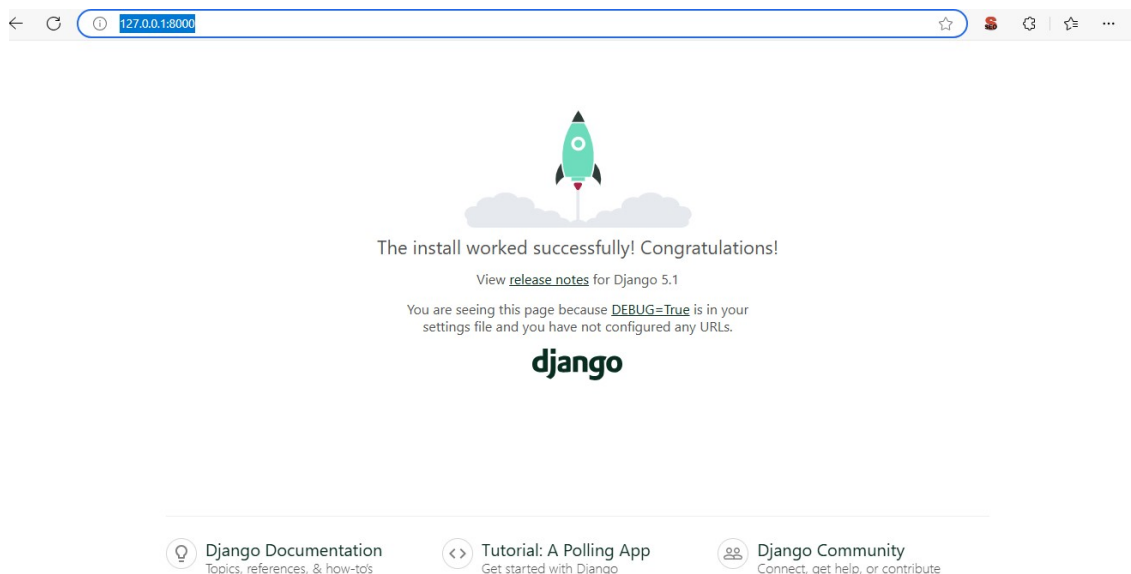 127.0.0.1:8000
The install worked successfully! Congratulations!
View release notes for Django 5.1
You are seeing this page because DEBUG=True is in your
settings file and you have not configured any URLs.
django
Django Documentation
Topics, references, & how-to's
Tutorial: A Polling App
Get started with Django
Django Community
Connect, get help, or contribute